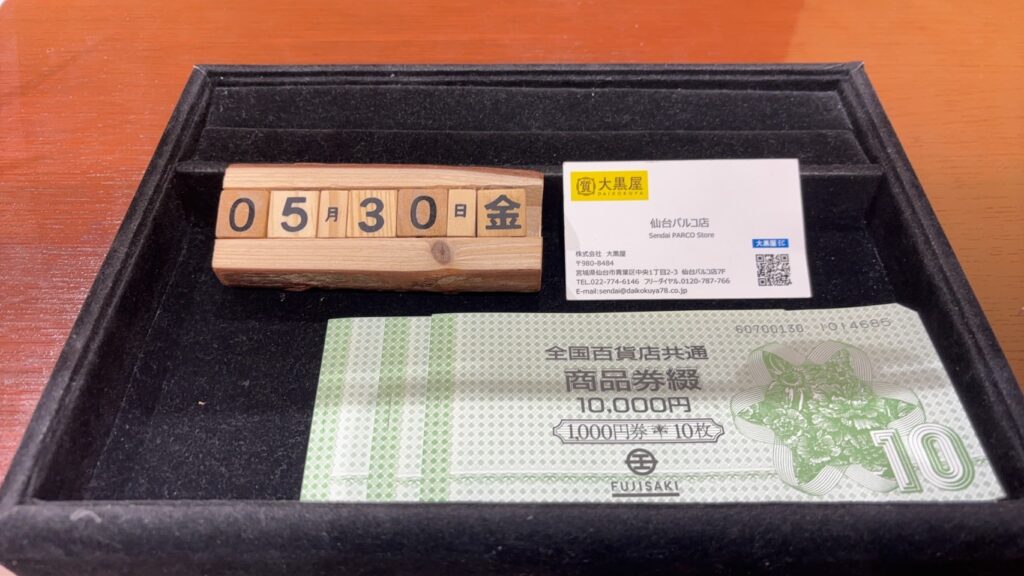 05月30日金
質 大黒屋
DAIKOKUYA
仙台パルコ店
Sendai PARCO Store
大黒屋 EC
株式会社 大黒屋
〒980-8484
宮城県仙台市青葉区中央1丁目2-3 仙台パルコ店7F
TEL.022-774-6146 フリーダイヤル.0120-787-766
E-mail:sendai@daikokuya78.co.jp
60700130 1014685
全国百貨店共通
商品券綴
10,000円
1,000円券 10枚
FUJISAKI
10